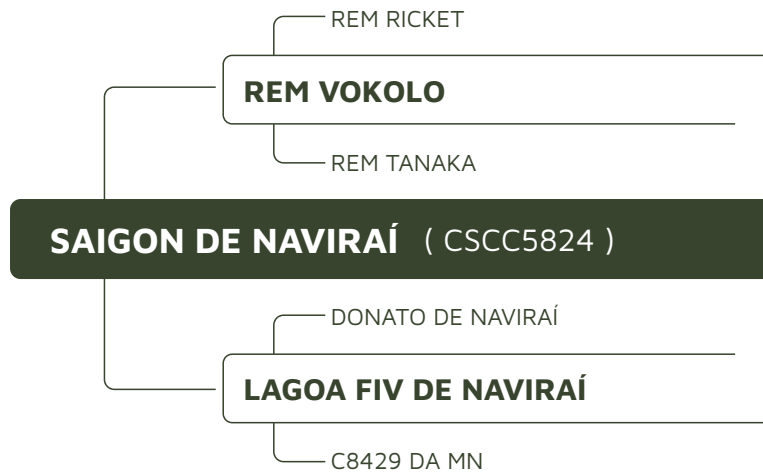 REM RICKET
REM VOKOLO
REM TANAKA
SAIGON DE NAVIRAÍ ( CSCC5824 )
DONATO DE NAVIRAÍ
LAGOA FIV DE NAVIRAÍ
C8429 DA MN